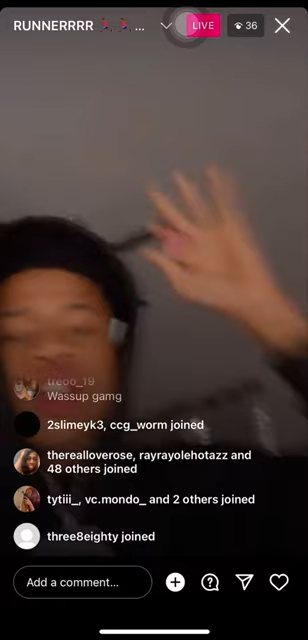 RUNNERRRR 🏃🏾‍♀️🏃🏾‍♀️ ...
LIVE
36
treoo_19
Wassup gamg
2slimeyk3, ccg_worm joined
therealloverose, rayrayolehotazz and
48 others joined
tytiii_, vc.mondo_ and 2 others joined
three8eighty joined
Add a comment...